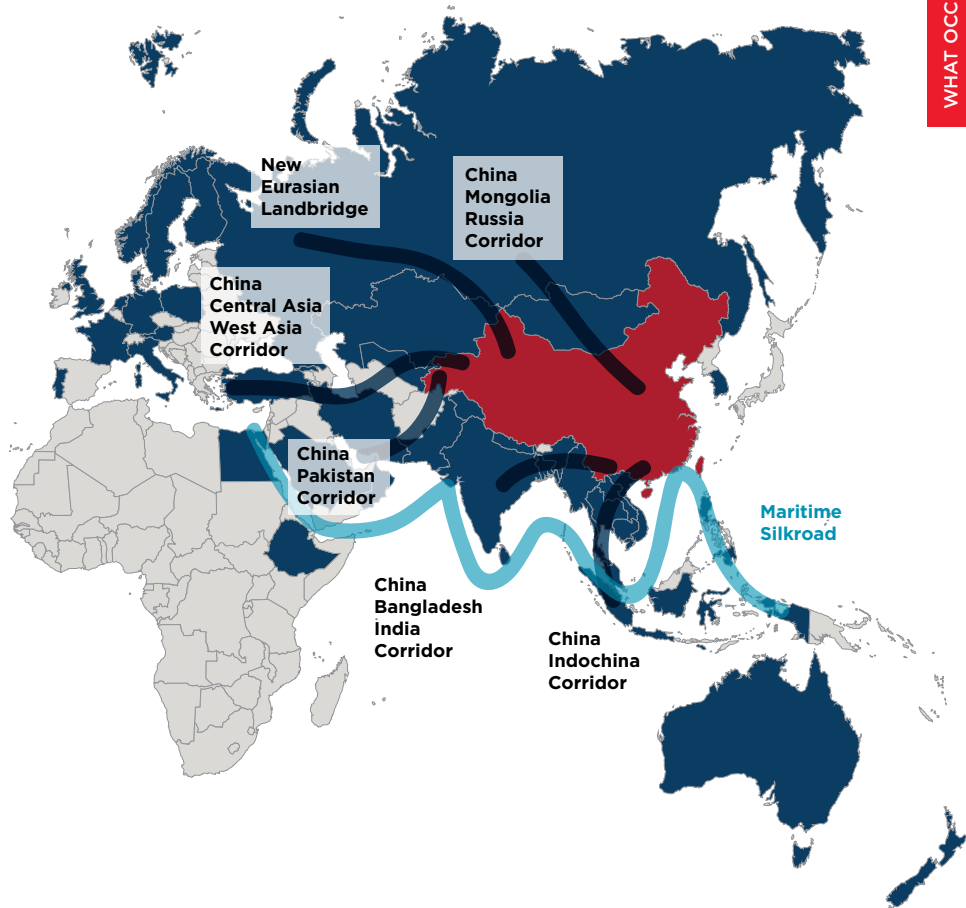 WHAT OCC
New
Eurasian
Landbridge
China
Mongolia
Russia
Corridor
China
Central Asia
West Asia
Corridor
China
Pakistan
Corridor
Maritime
Silkroad
China
Bangladesh
India
Corridor
China
Indochina
Corridor